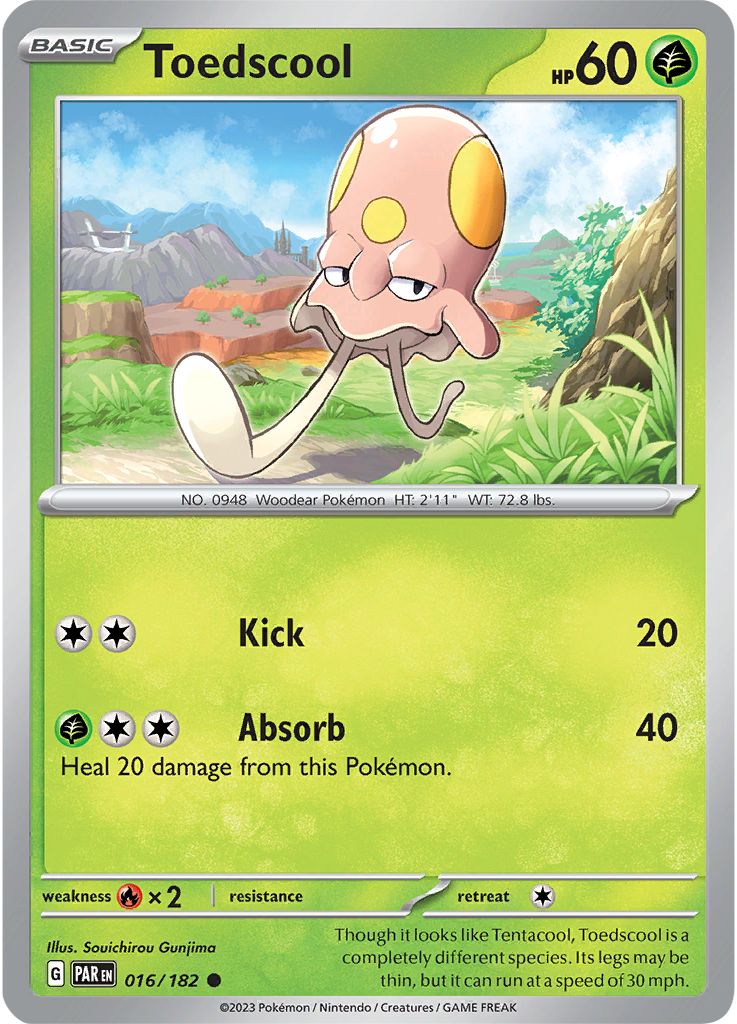 BASIC
Toedscool
HP60
NO. 0948 Woodear Pokémon HT: 2'11" WT: 72.8 lbs.
Kick 20
Absorb 40
Heal 20 damage from this Pokémon.
weakness ×2 resistance retreat
Illus. Souichirou Gunjima
G PAR EN 016/182
Though it looks like Tentacool, Toedscool is a
completely different species. Its legs may be
thin, but it can run at a speed of 30 mph.
©2023 Pokémon / Nintendo / Creatures / GAME FREAK